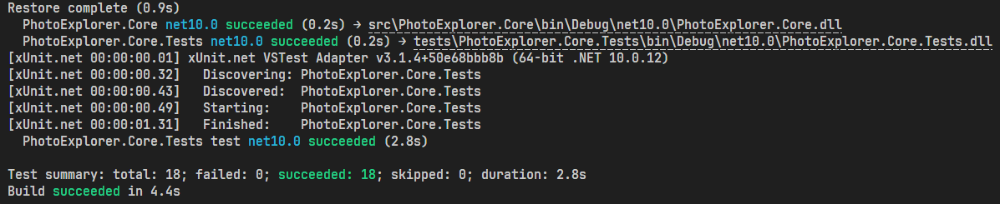 Restore complete (0.9s)
  PhotoExplorer.Core net10.0 succeeded (0.2s) → src\PhotoExplorer.Core\bin\Debug\net10.0\PhotoExplorer.Core.dll
  PhotoExplorer.Core.Tests net10.0 succeeded (0.2s) → tests\PhotoExplorer.Core.Tests\bin\Debug\net10.0\PhotoExplorer.Core.Tests.dll
[xUnit.net 00:00:00.01] xUnit.net VSTest Adapter v3.1.4+50e68bbb8b (64-bit .NET 10.0.12)
[xUnit.net 00:00:00.32]   Discovering: PhotoExplorer.Core.Tests
[xUnit.net 00:00:00.43]   Discovered:  PhotoExplorer.Core.Tests
[xUnit.net 00:00:00.49]   Starting:    PhotoExplorer.Core.Tests
[xUnit.net 00:00:01.31]   Finished:    PhotoExplorer.Core.Tests
  PhotoExplorer.Core.Tests test net10.0 succeeded (2.8s)

Test summary: total: 18; failed: 0; succeeded: 18; skipped: 0; duration: 2.8s
Build succeeded in 4.4s